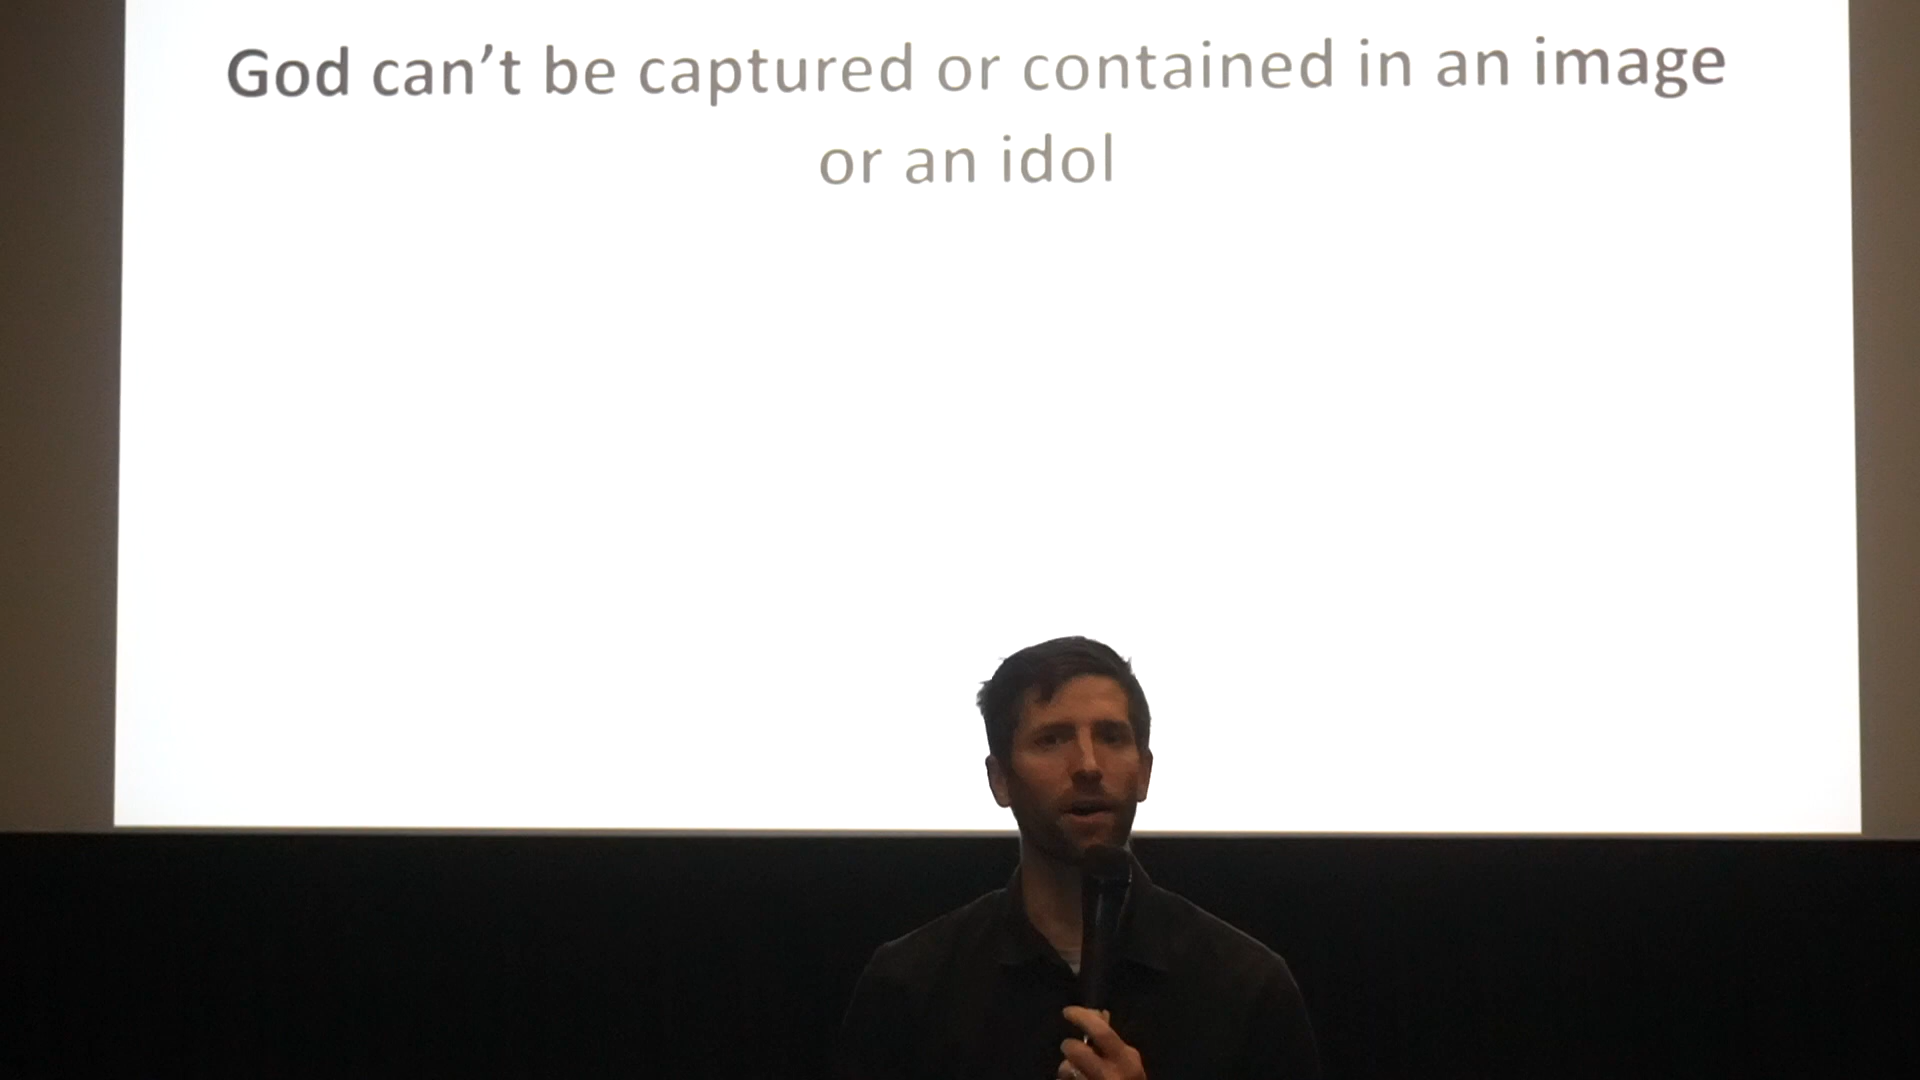 God can’t be captured or contained in an image
or an idol